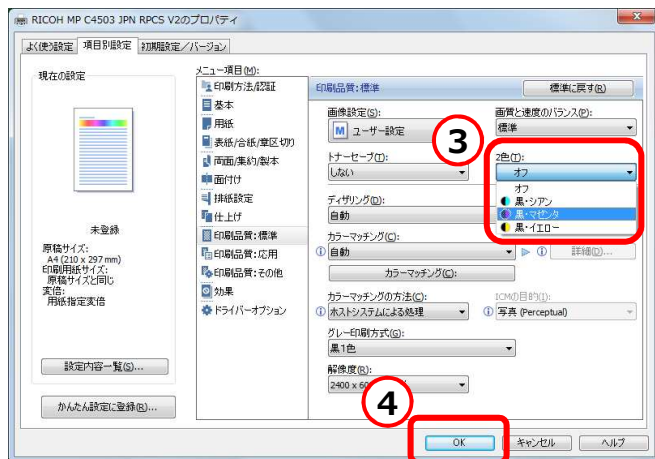 RICOH MP C4503 JPN RPCS V2のプロパティ
よく使う設定 項目別設定 初期設定/バージョン
現在の設定
未登録
原稿サイズ:
A4 (210 x 297 mm)
印刷用紙サイズ:
原稿サイズと同じ
変倍:
用紙指定変倍
設定内容一覧(S)...
かんたん設定に登録(R)...
メニュー項目(M):
印刷方法/認証
基本
用紙
表紙/合紙/章区切り
両面/集約/製本
面付け
排紙設定
仕上げ
印刷品質:標準
印刷品質:応用
印刷品質:その他
効果
ドライバーオプション
印刷品質:標準
標準に戻す(R)
画像設定(S):
M ユーザー設定
画質と速度のバランス(P):
標準
3
トナーセーブ(T):
しない
2色(T):
オフ
オフ
黒・シアン
黒・マゼンタ
黒・イエロー
ディザリング(D):
自動
カラーマッチング(C):
自動
詳細(D)...
カラーマッチング(C):
カラーマッチングの方法(C):
ホストシステムによる処理
ICMの目的(I):
写真 (Perceptual)
グレー印刷方式(G):
黒1色
解像度(R):
2400 x 60
4
OK キャンセル ヘルプ